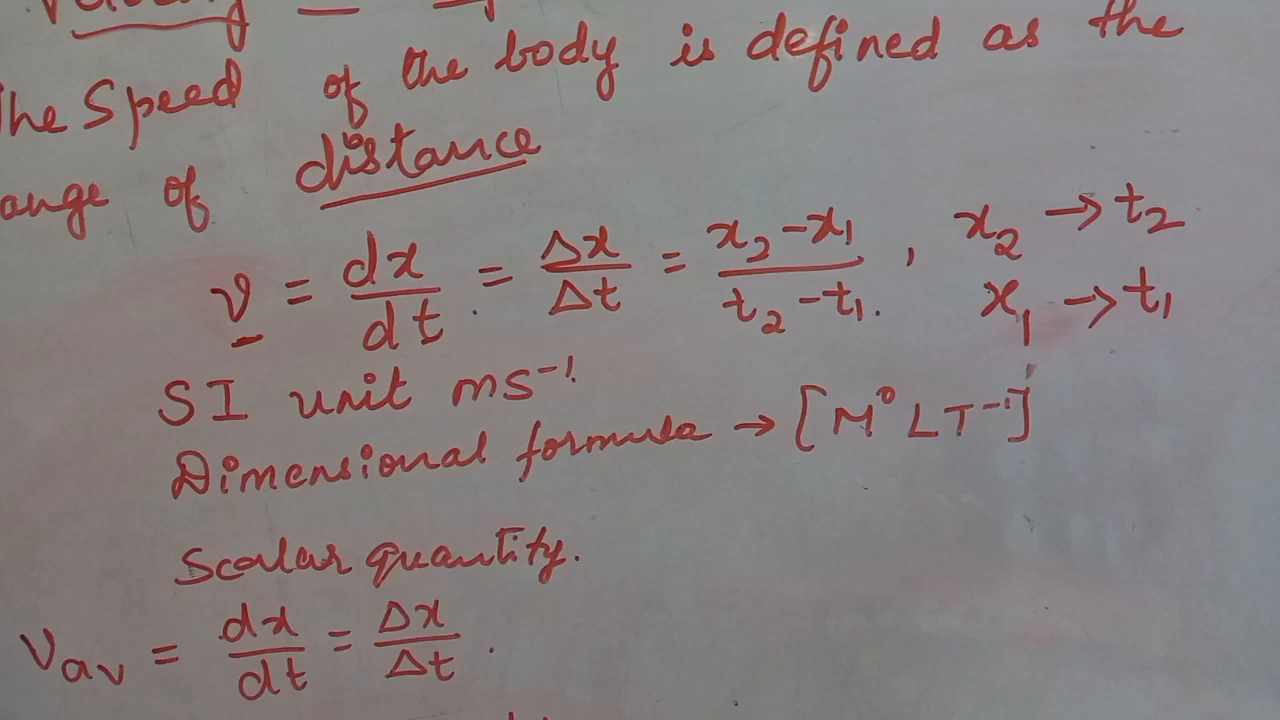 The Speed of the body is defined as the
ange of distance
v = dx/dt = Δx/Δt = x₂-x₁/t₂-t₁. , x₂ → t₂
x₁ → t₁
SI unit ms⁻¹
Dimensional formula → [M⁰LT⁻¹]
Scalar quantity.
Vav = dx/dt = Δx/Δt.